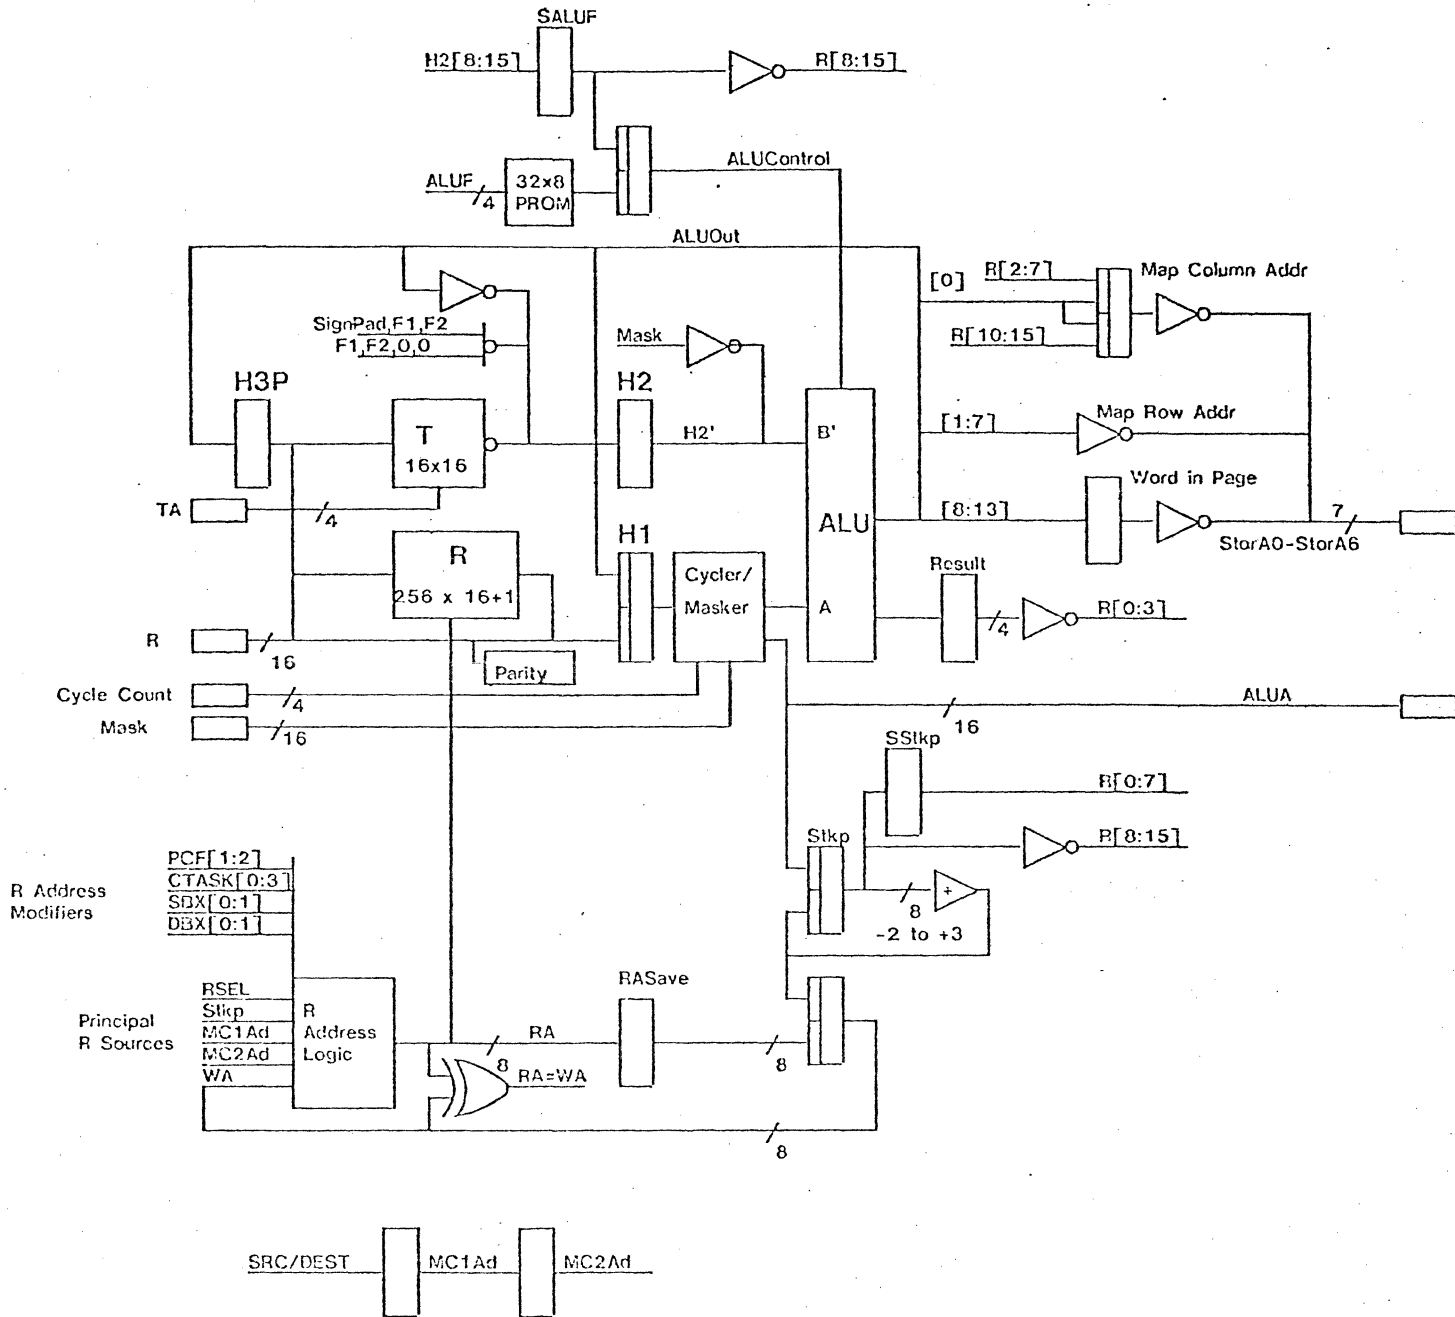 SALUF
H2[8:15]
R[8:15]
ALUF
4
32x8
PROM
ALUControl
ALUOut
[0]
R[2:7]
Map Column Addr
R[10:15]
SignPad,F1,F2
F1,F2,0,0
Mask
H3P
H2
T
16x16
H2'
B'
[1:7]
Map Row Addr
Word in Page
TA
4
ALU
[8:13]
7
StorA0-StorA6
H1
R
256 x 16+1
Cycler/
Masker
A
Result
4
R[0:3]
R
16
Parity
Cycle Count
4
Mask
16
16
ALUA
SStkp
R[0:7]
Stkp
R[8:15]
8
+
-2 to +3
R Address
Modifiers
PCF[1:2]
CTASK[0:3]
SBX[0:1]
DBX[0:1]
Principal
R Sources
RSEL
Stkp
MC1Ad
MC2Ad
WA
R
Address
Logic
RASave
RA
8
8
RA=WA
8
SRC/DEST
MC1Ad
MC2Ad